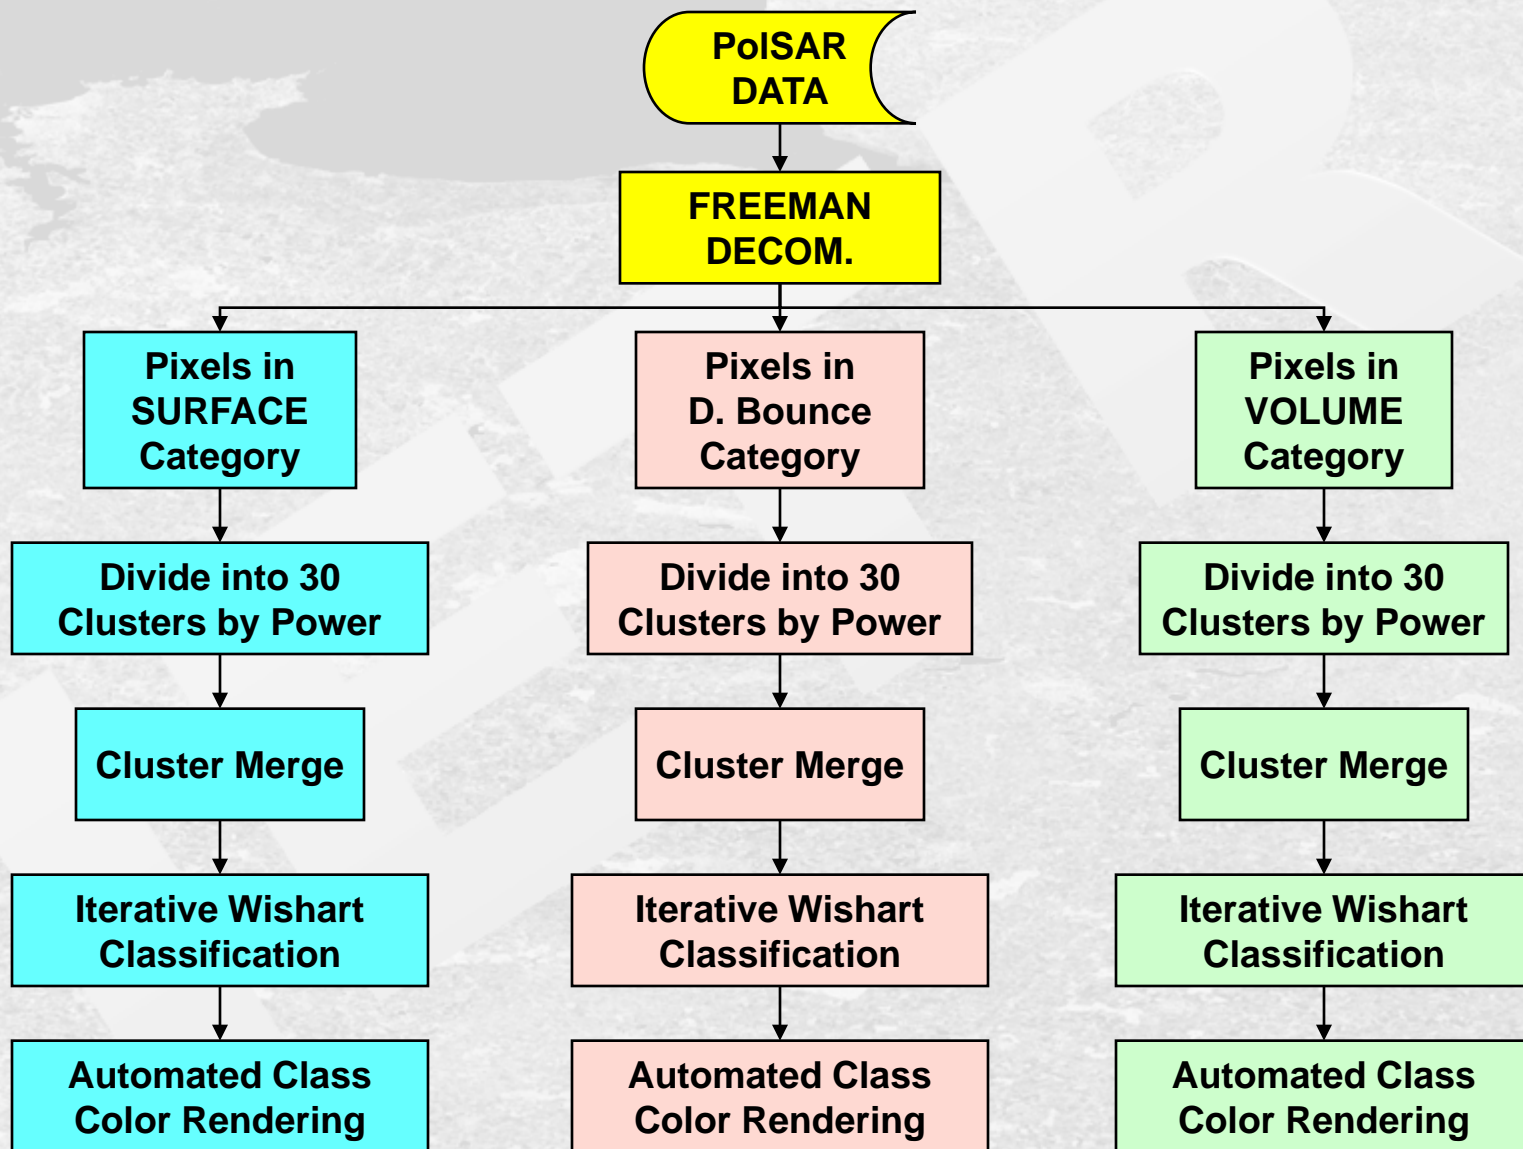 PolSAR
DATA
FREEMAN
DECOM.
Pixels in
SURFACE
Category
Pixels in
D. Bounce
Category
Pixels in
VOLUME
Category
Divide into 30
Clusters by Power
Divide into 30
Clusters by Power
Divide into 30
Clusters by Power
Cluster Merge
Cluster Merge
Cluster Merge
Iterative Wishart
Classification
Iterative Wishart
Classification
Iterative Wishart
Classification
Automated Class
Color Rendering
Automated Class
Color Rendering
Automated Class
Color Rendering